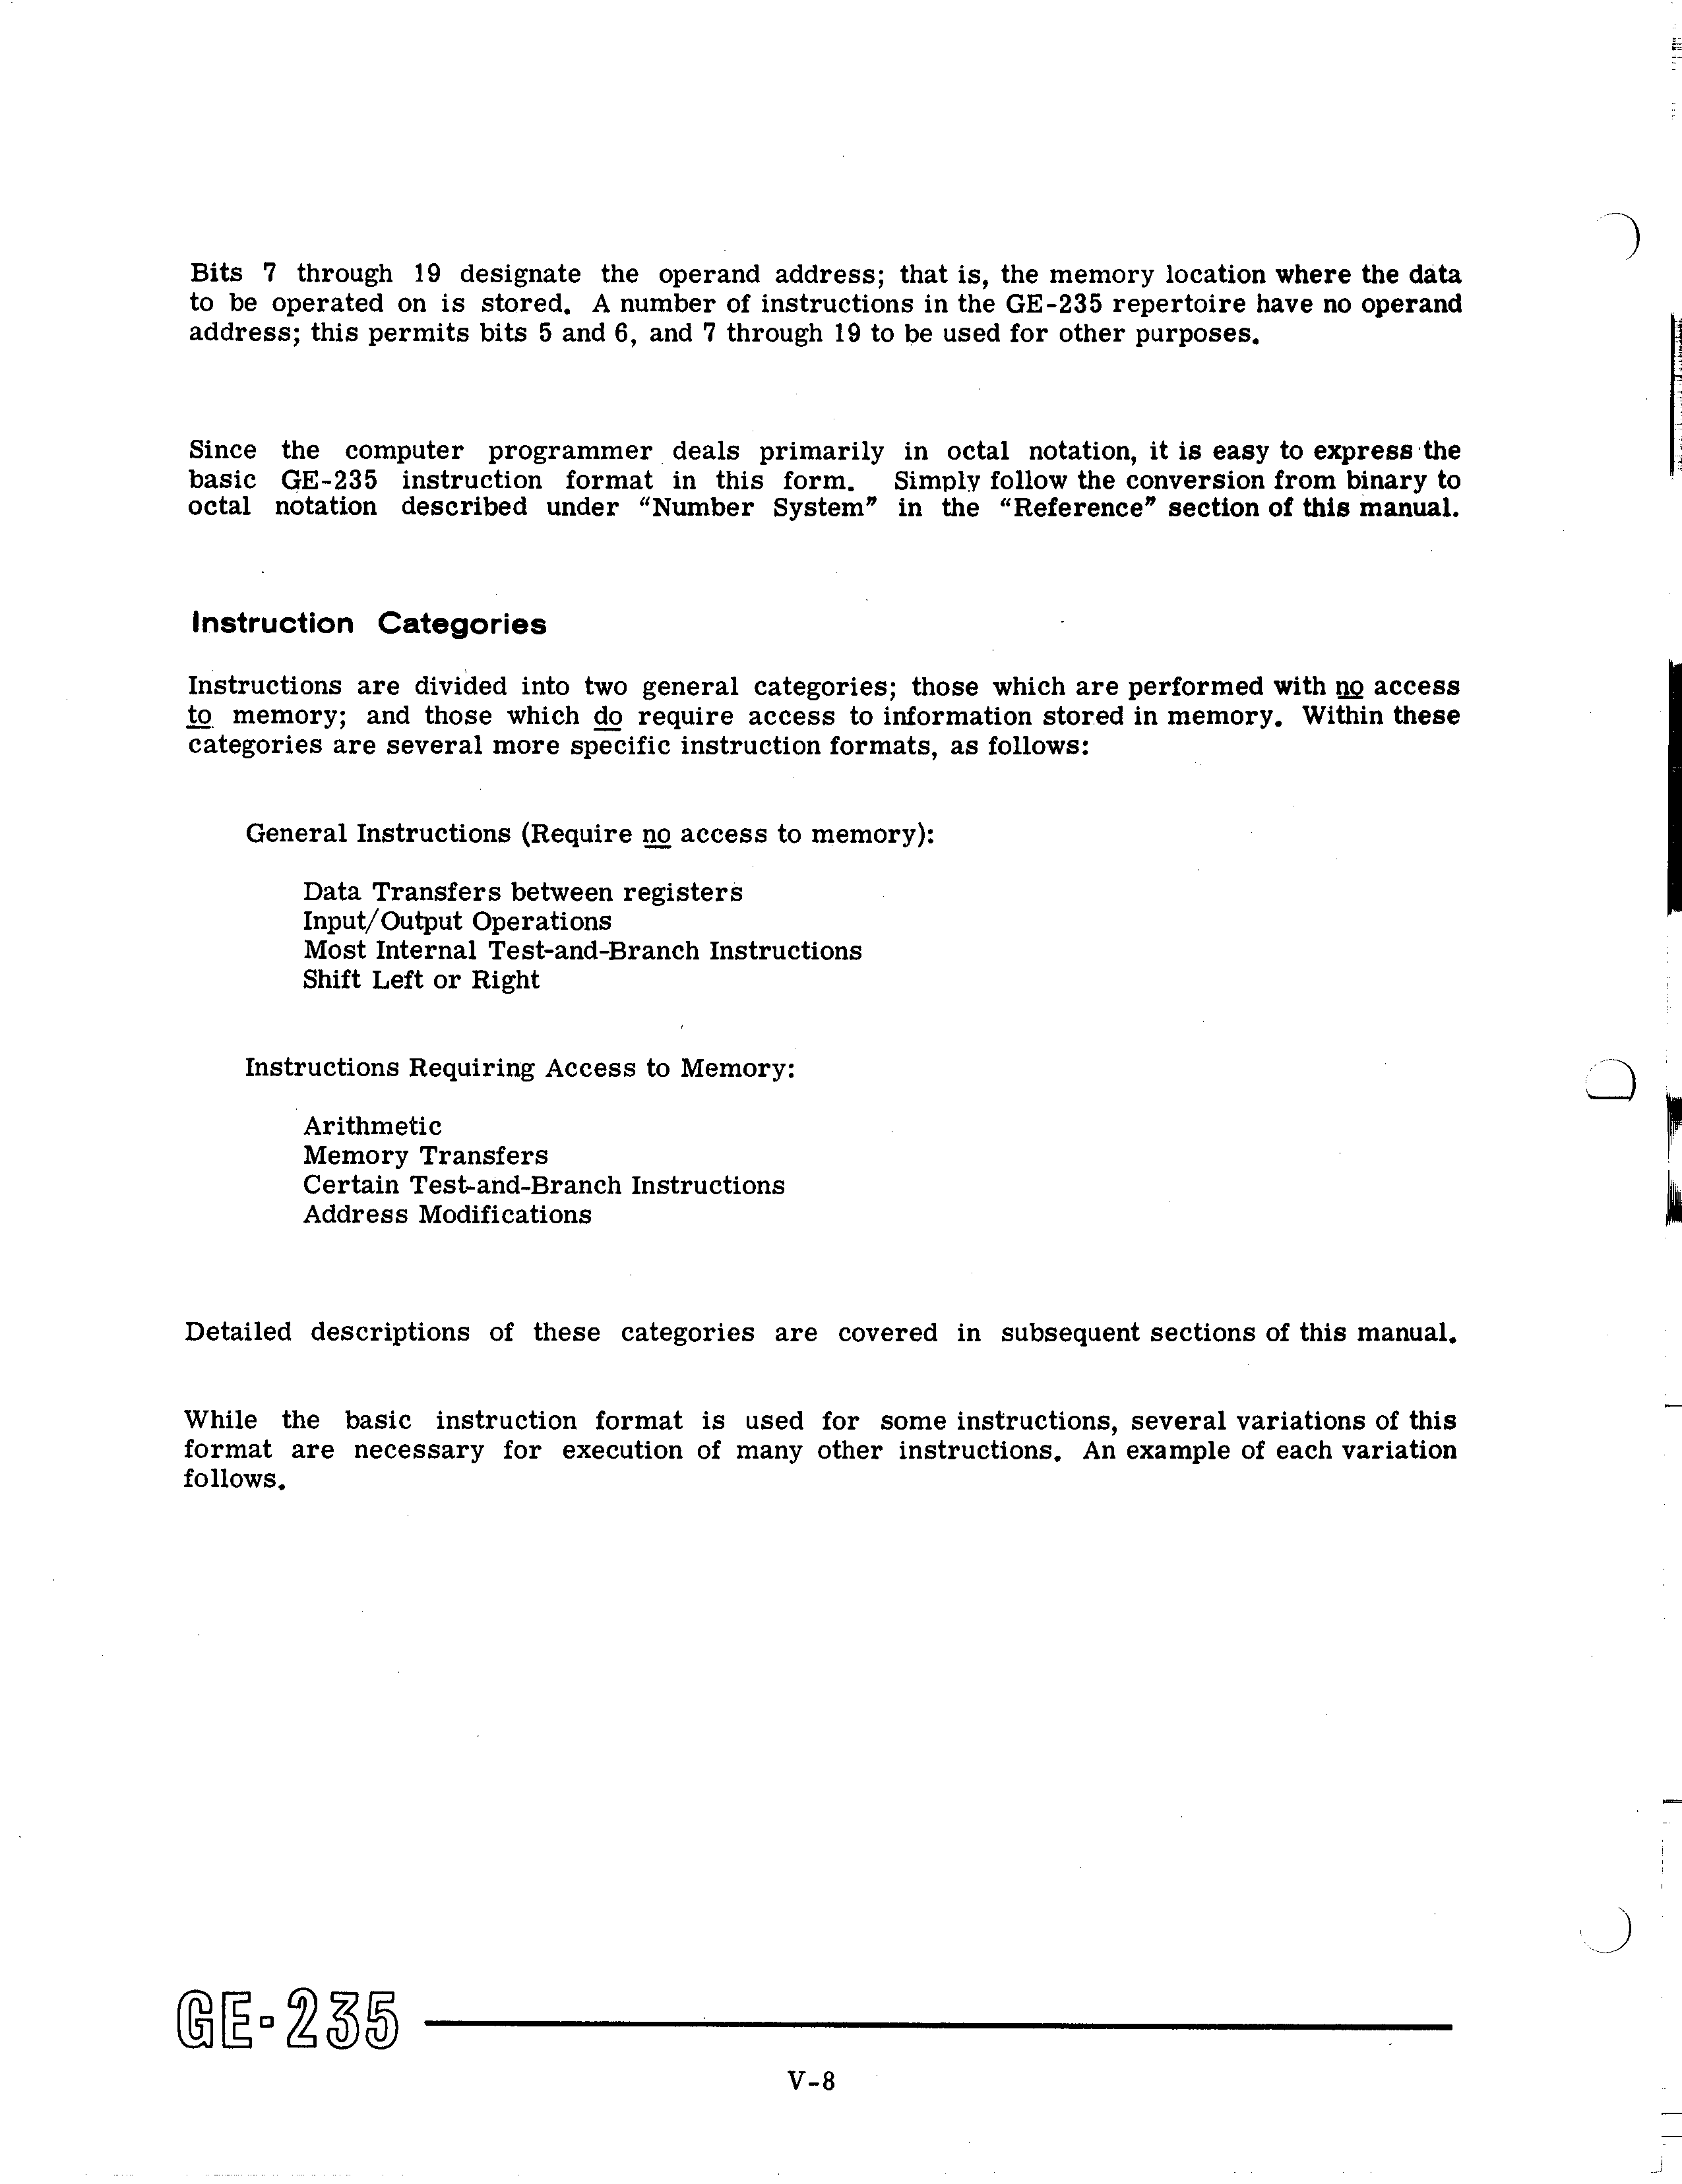 Bits 7 through 19 designate the operand address; that is, the memory location where the data
to be operated on is stored. A number of instructions in the GE-235 repertoire have no operand
address; this permits bits 5 and 6, and 7 through 19 to be used for other purposes.
Since the computer programmer deals primarily in octal notation, it is easy to express the
basic GE-235 instruction format in this form. Simply follow the conversion from binary to
octal notation described under “Number System” in the “Reference” section of this manual.
Instruction Categories
Instructions are divided into two general categories; those which are performed with no access
to memory; and those which do require access to information stored in memory. Within these
categories are several more specific instruction formats, as follows:
General Instructions (Require no access to memory):
Data Transfers between registers
Input/Output Operations
Most Internal Test-and-Branch Instructions
Shift Left or Right
Instructions Requiring Access to Memory:
Arithmetic
Memory Transfers
Certain Test-and-Branch Instructions
Address Modifications
Detailed descriptions of these categories are covered in subsequent sections of this manual.
While the basic instruction format is used for some instructions, several variations of this
format are necessary for execution of many other instructions. An example of each variation
follows.
GE-235
V-8